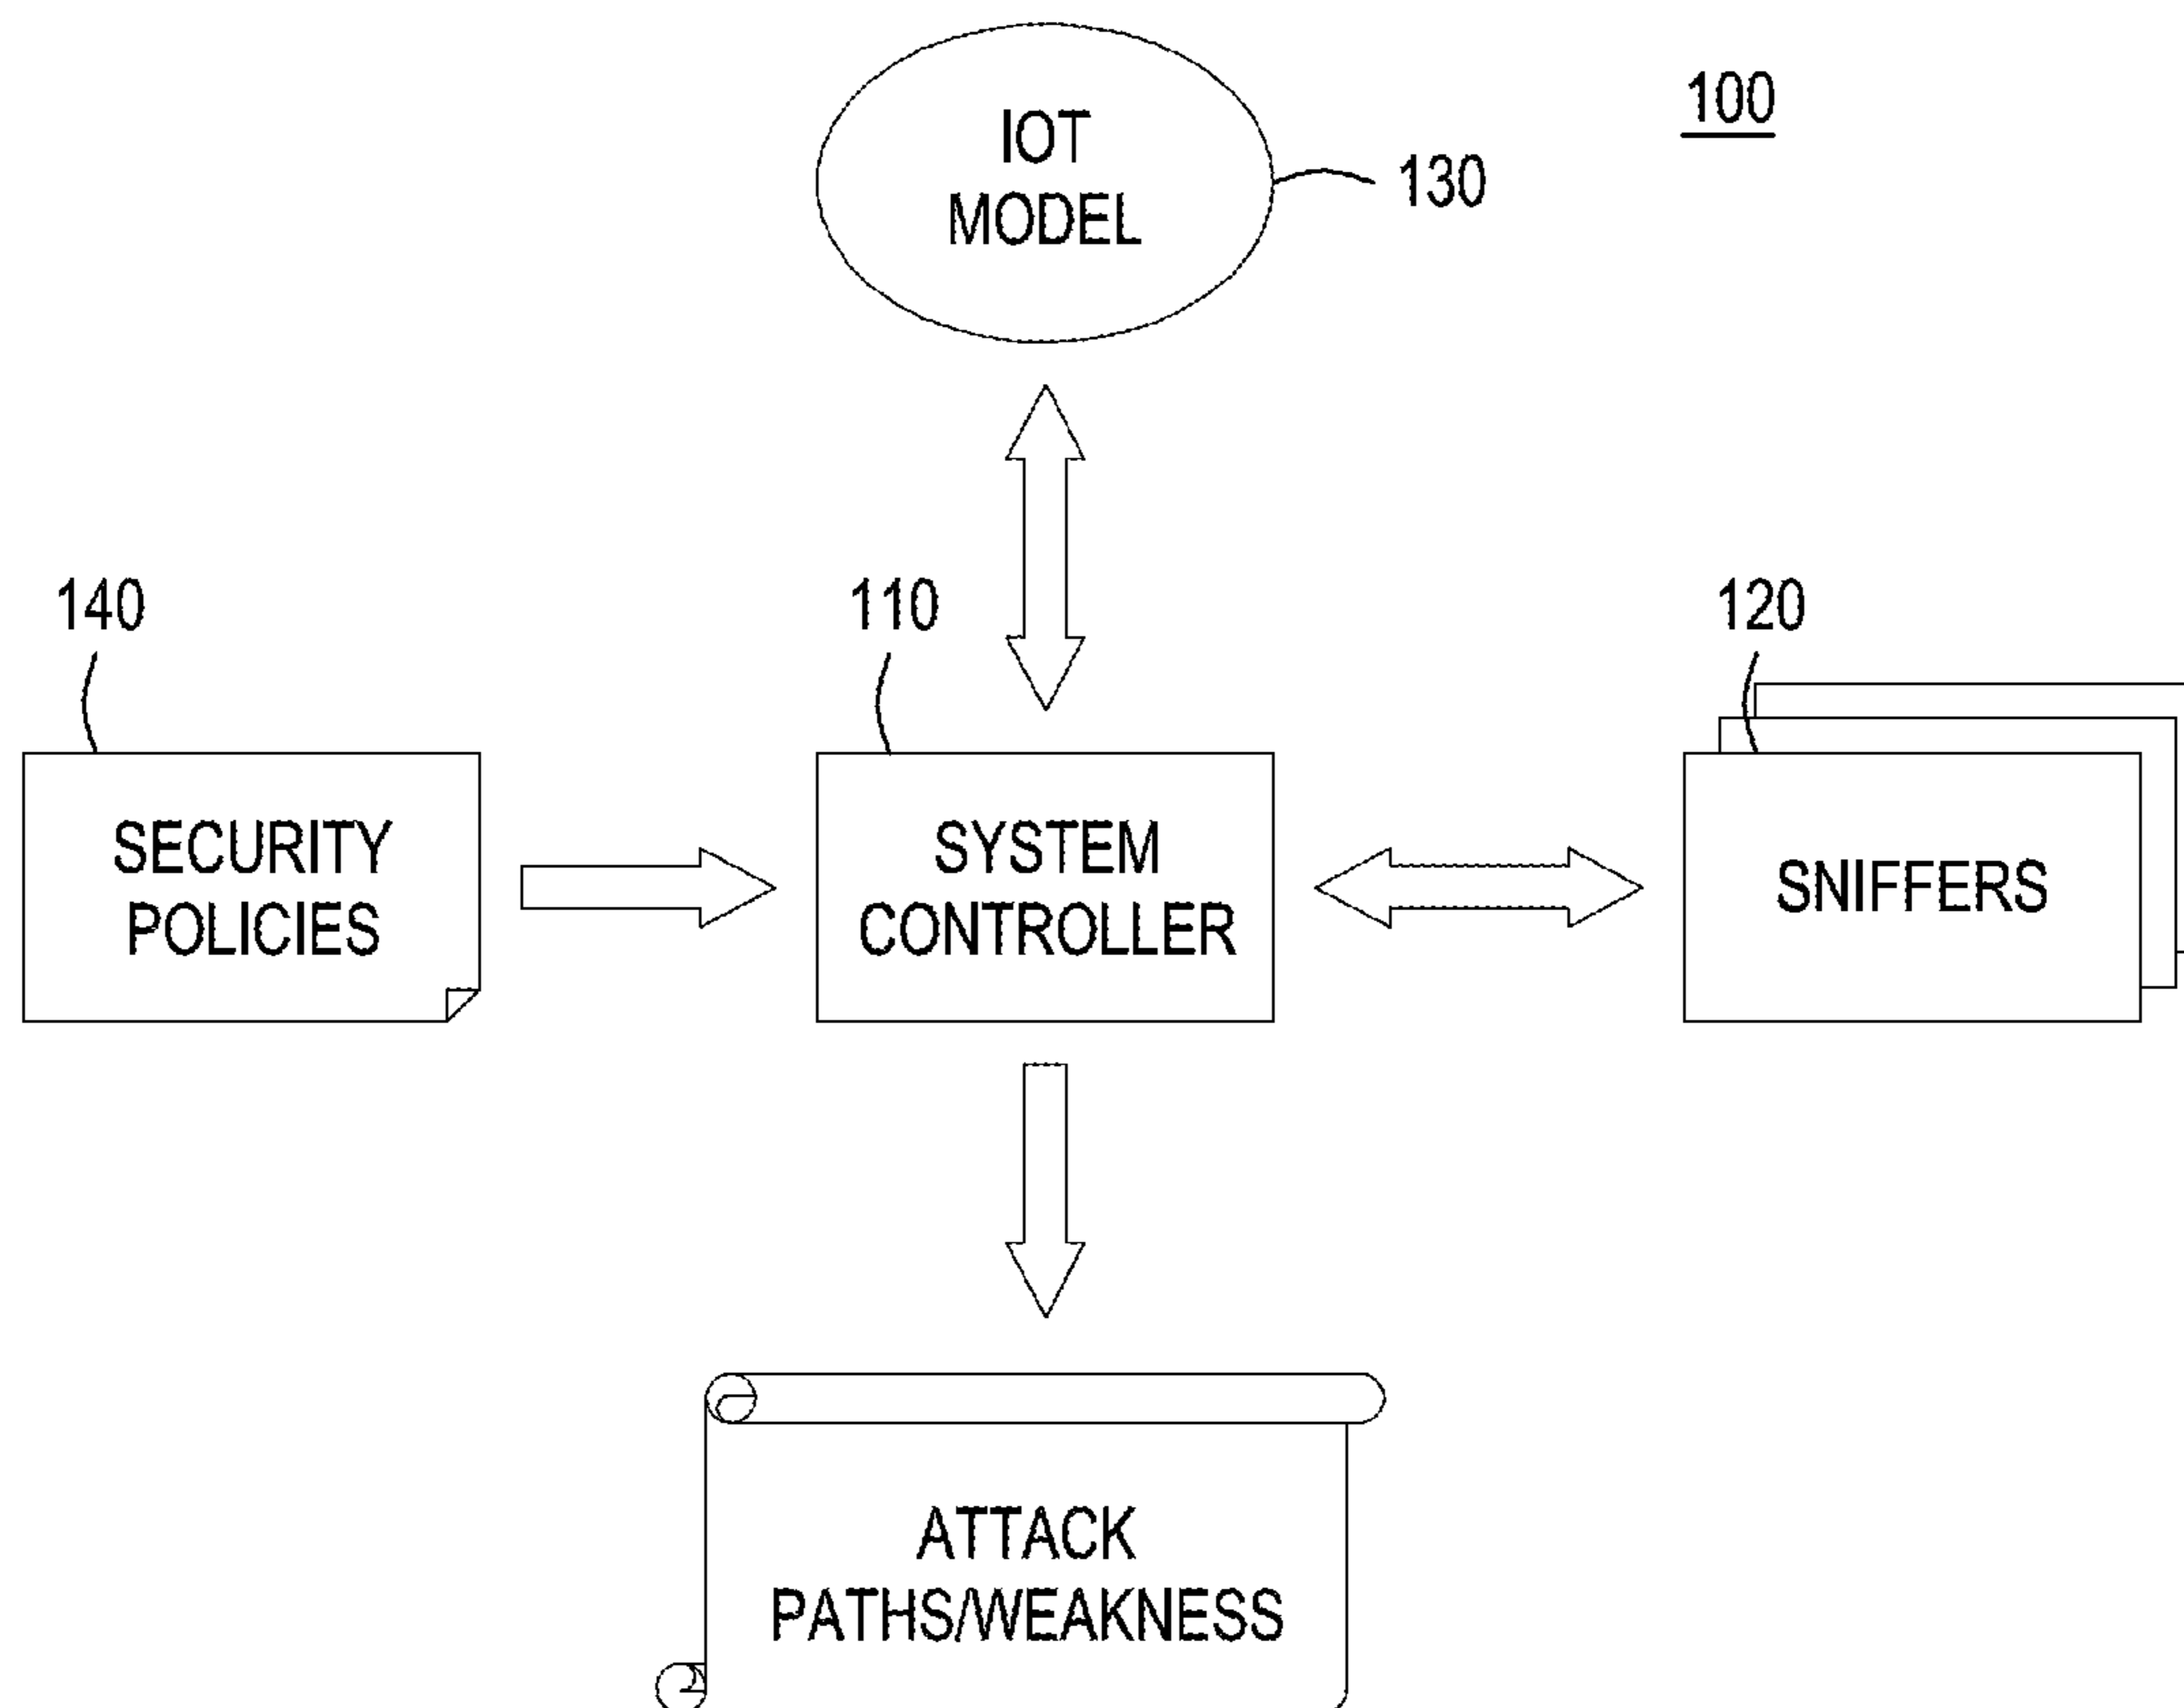 100
IOT
MODEL
130
140
110
120
SECURITY
POLICIES
SYSTEM
CONTROLLER
SNIFFERS
ATTACK
PATHS/WEAKNESS